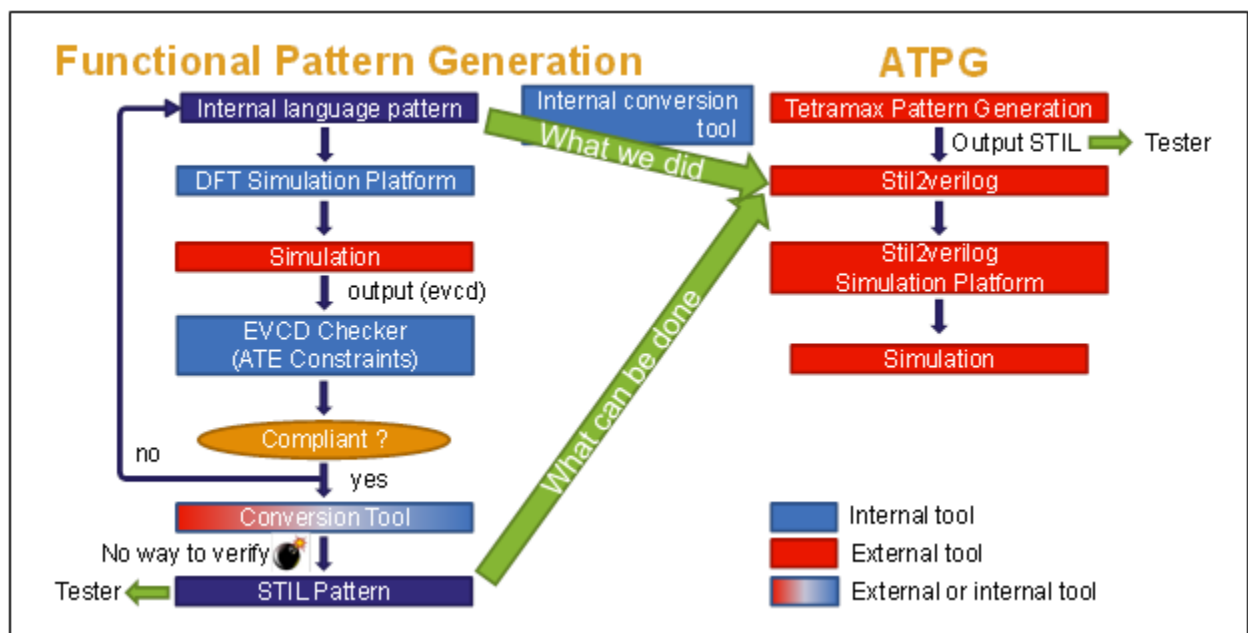 Functional Pattern Generation
ATPG
Internal language pattern
Internal conversion
tool
Tetramax Pattern Generation
What we did
Output STIL
Tester
DFT Simulation Platform
Stil2verilog
Simulation
Stil2verilog
Simulation Platform
output (evcd)
EVCD Checker
(ATE Constraints)
Simulation
What can be done
Compliant ?
no
yes
Conversion Tool
Internal tool
No way to verify
External tool
Tester
STIL Pattern
External or internal tool